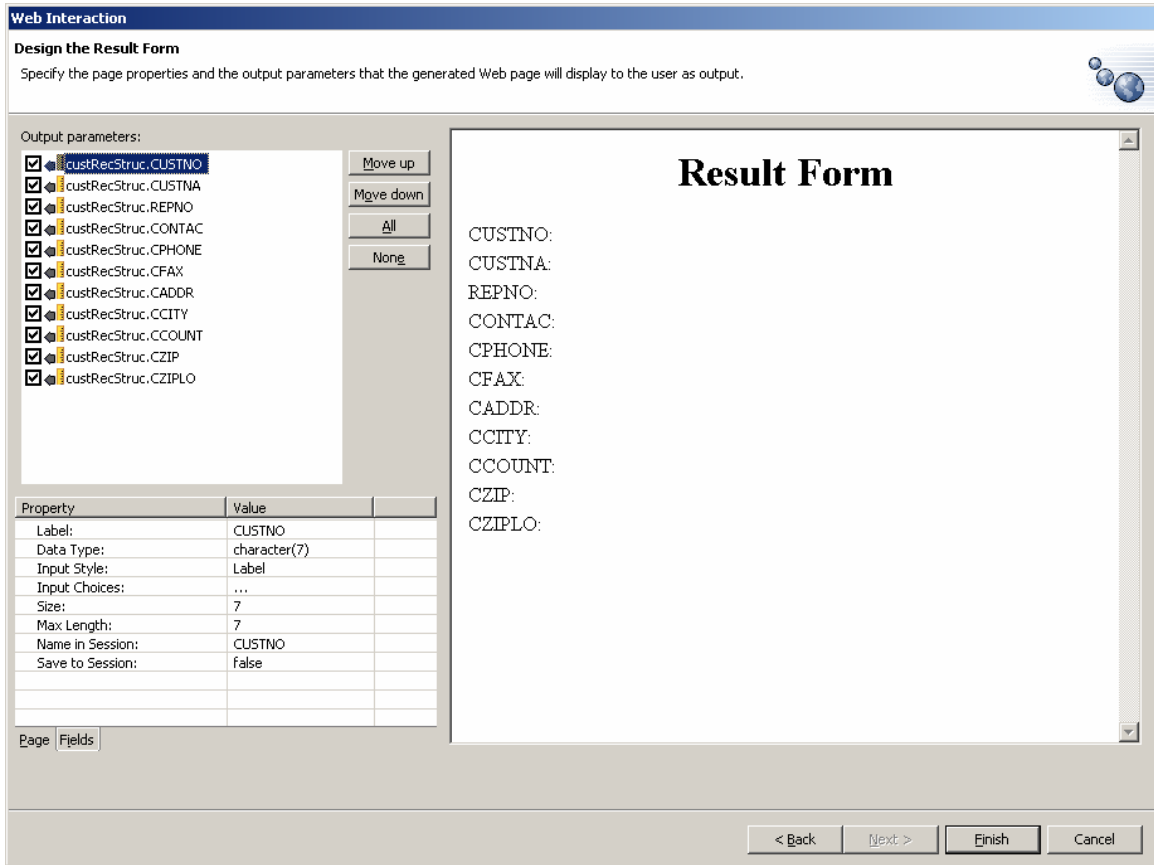 Web Interaction
Design the Result Form
Specify the page properties and the output parameters that the generated Web page will display to the user as output.
Output parameters:
custRecStruc.CUSTNO
custRecStruc.CUSTNA
custRecStruc.REPNO
custRecStruc.CONTAC
custRecStruc.CPHONE
custRecStruc.CFAX
custRecStruc.CADDR
custRecStruc.CCITY
custRecStruc.CCOUNT
custRecStruc.CZIP
custRecStruc.CZIPLO
Move up
Move down
All
None
Property Value
Label: CUSTNO
Data Type: character(7)
Input Style: Label
Input Choices: ...
Size: 7
Max Length: 7
Name in Session: CUSTNO
Save to Session: false
Page Fields
Result Form
CUSTNO:
CUSTNA:
REPNO:
CONTAC:
CPHONE:
CFAX:
CADDR:
CCITY:
CCOUNT:
CZIP:
CZIPLO:
< Back Next > Finish Cancel